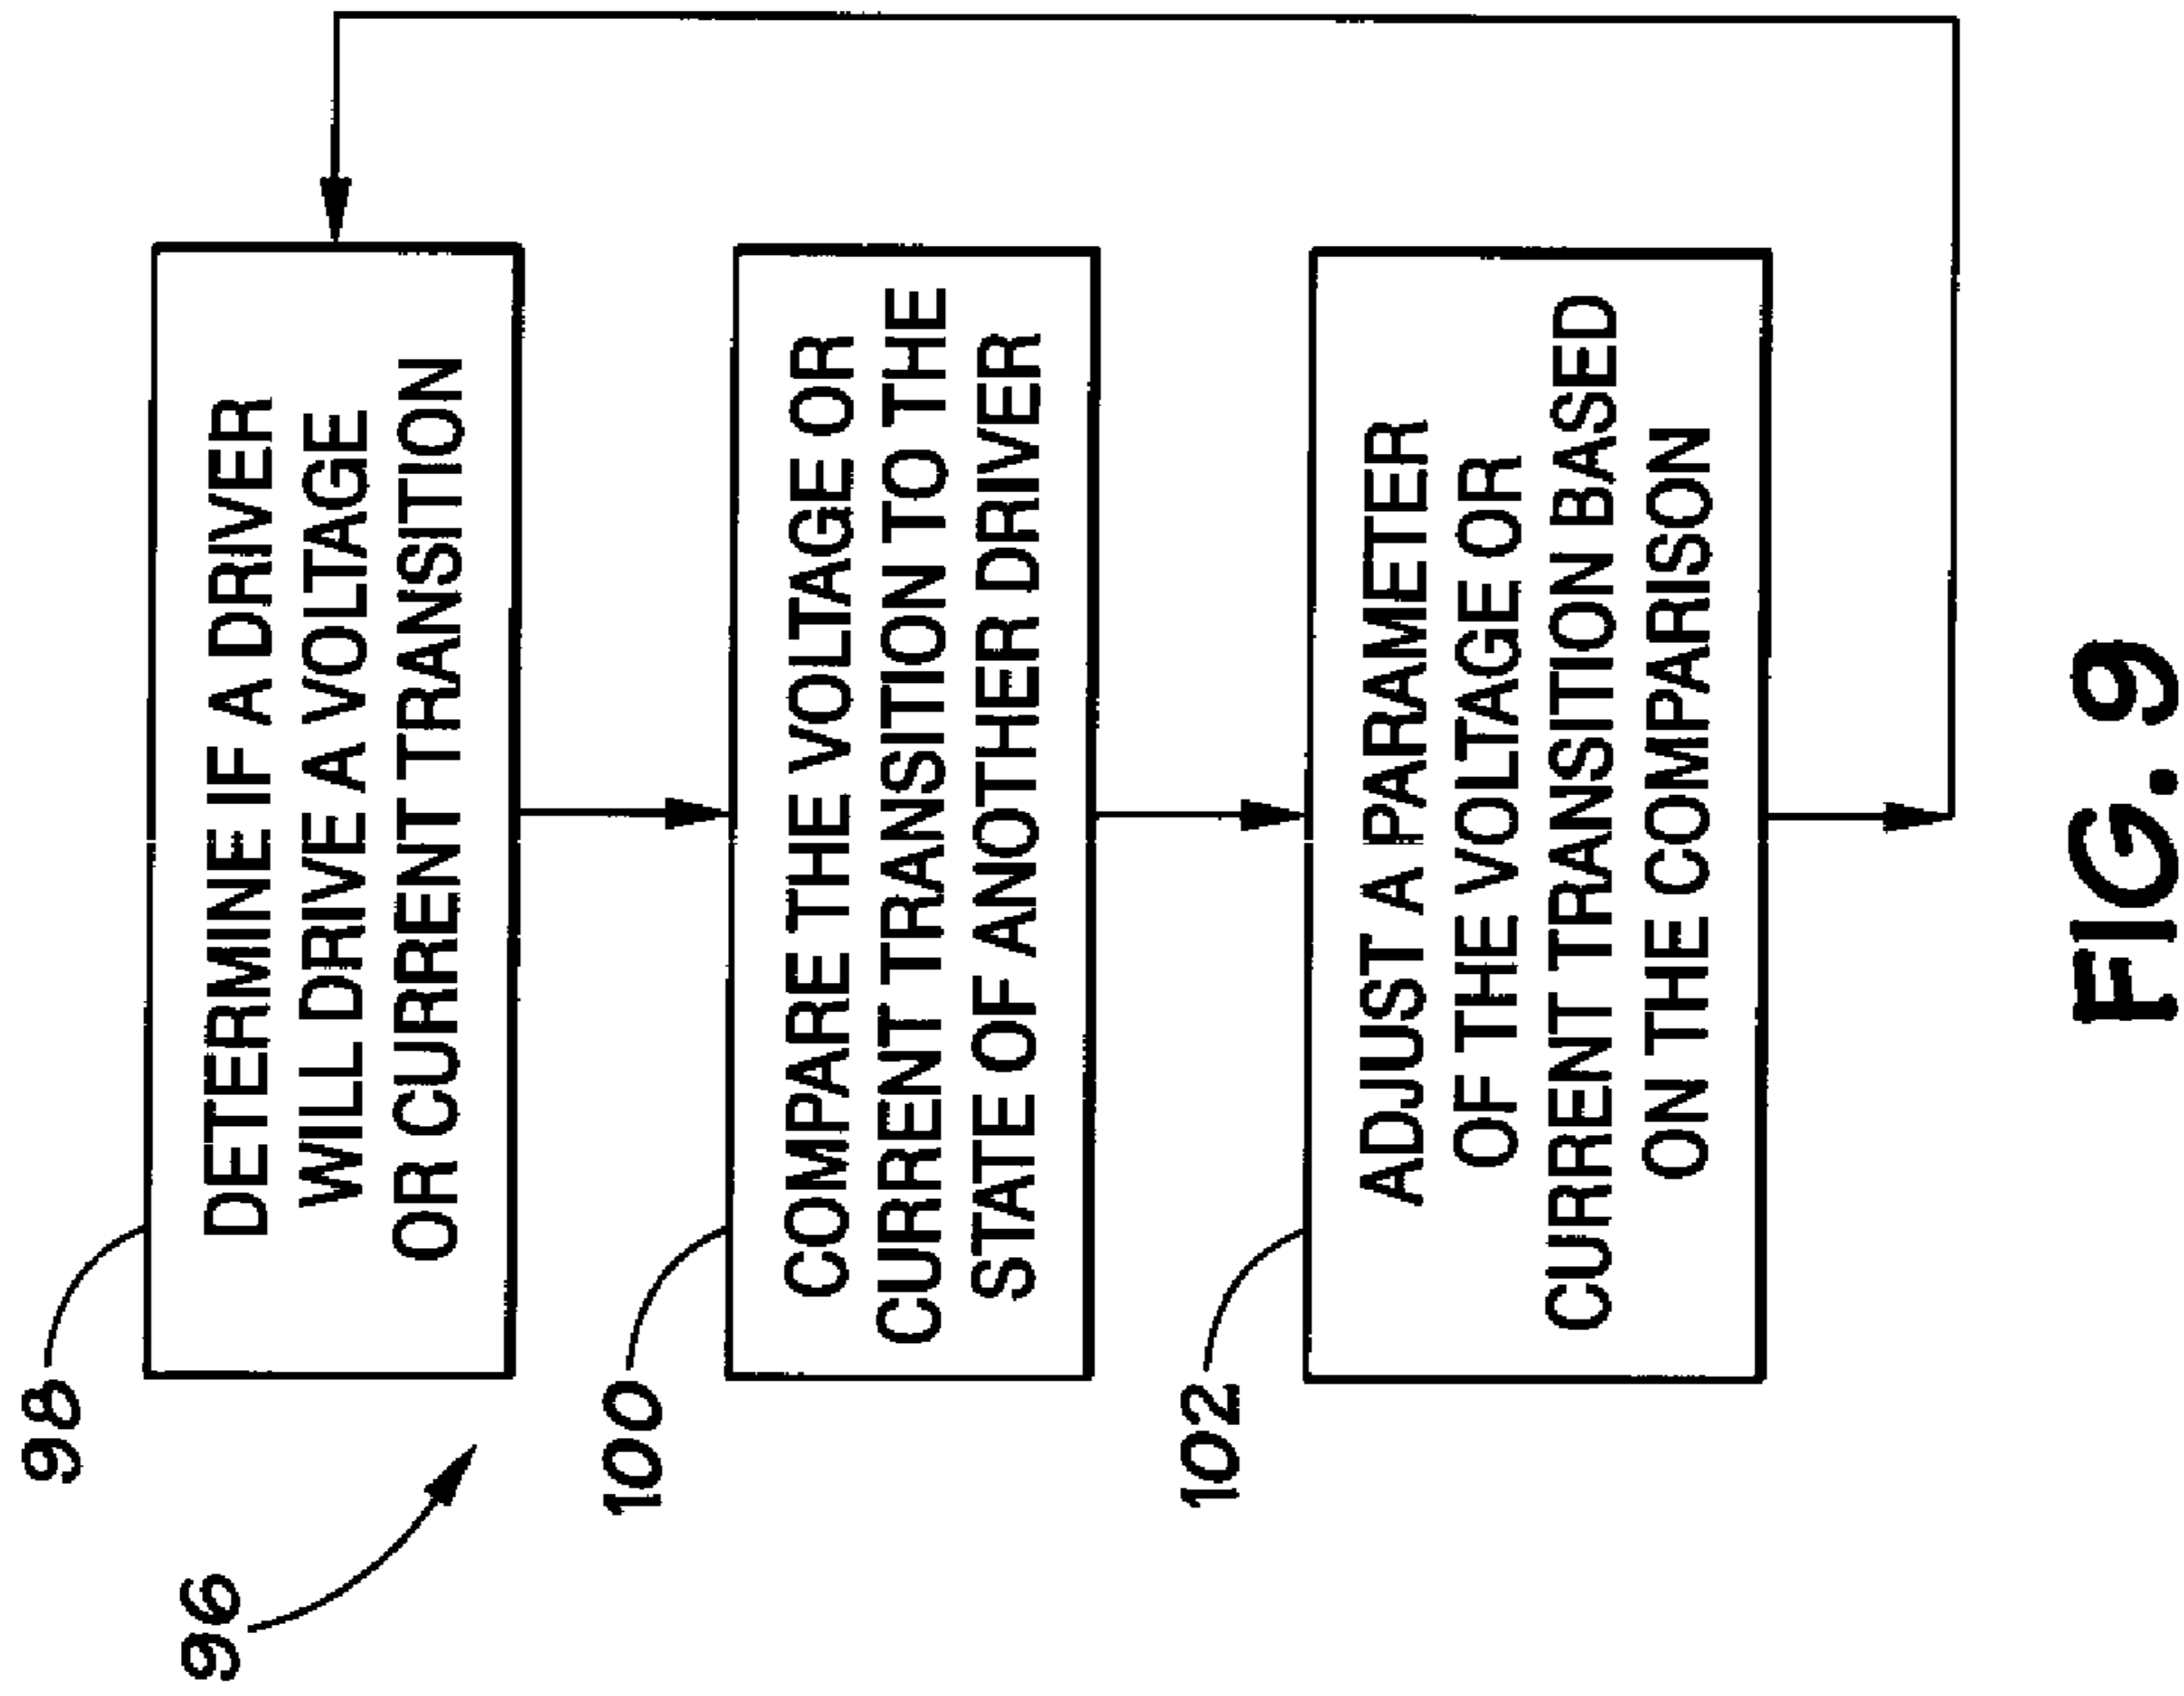 96
98
DETERMINE IF A DRIVER
WILL DRIVE A VOLTAGE
OR CURRENT TRANSITION
100
COMPARE THE VOLTAGE OR
CURRENT TRANSITION TO THE
STATE OF ANOTHER DRIVER
102
ADJUST A PARAMETER
OF THE VOLTAGE OR
CURRENT TRANSITION BASED
ON THE COMPARISON
FIG. 9